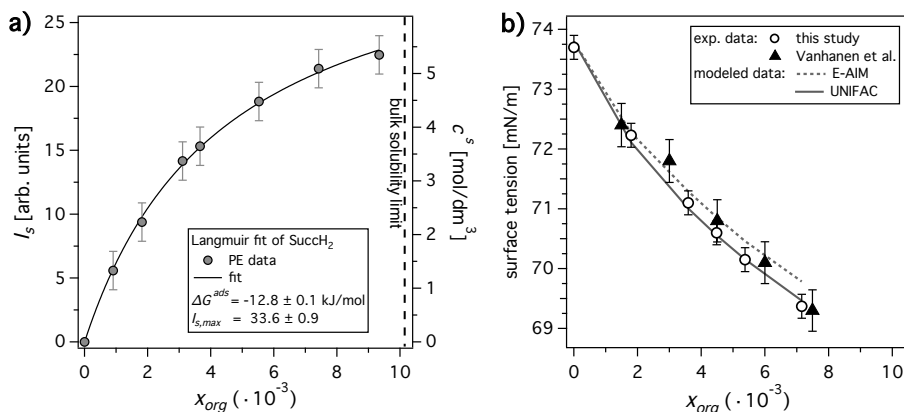 a)
25
20
15
10
5
0
I_s [arb. units]
0 2 4 6 8 10
x_org (·10⁻³)
5
4
3
2
1
0
c^s [mol/dm³]
bulk solubility limit
Langmuir fit of SuccH₂
PE data
fit
ΔG^ads = -12.8 ± 0.1 kJ/mol
I_s,max = 33.6 ± 0.9
b)
74
73
72
71
70
69
surface tension [mN/m]
0 2 4 6 8 10
x_org (·10⁻³)
exp. data: this study
Vanhanen et al.
modeled data: E-AIM
UNIFAC